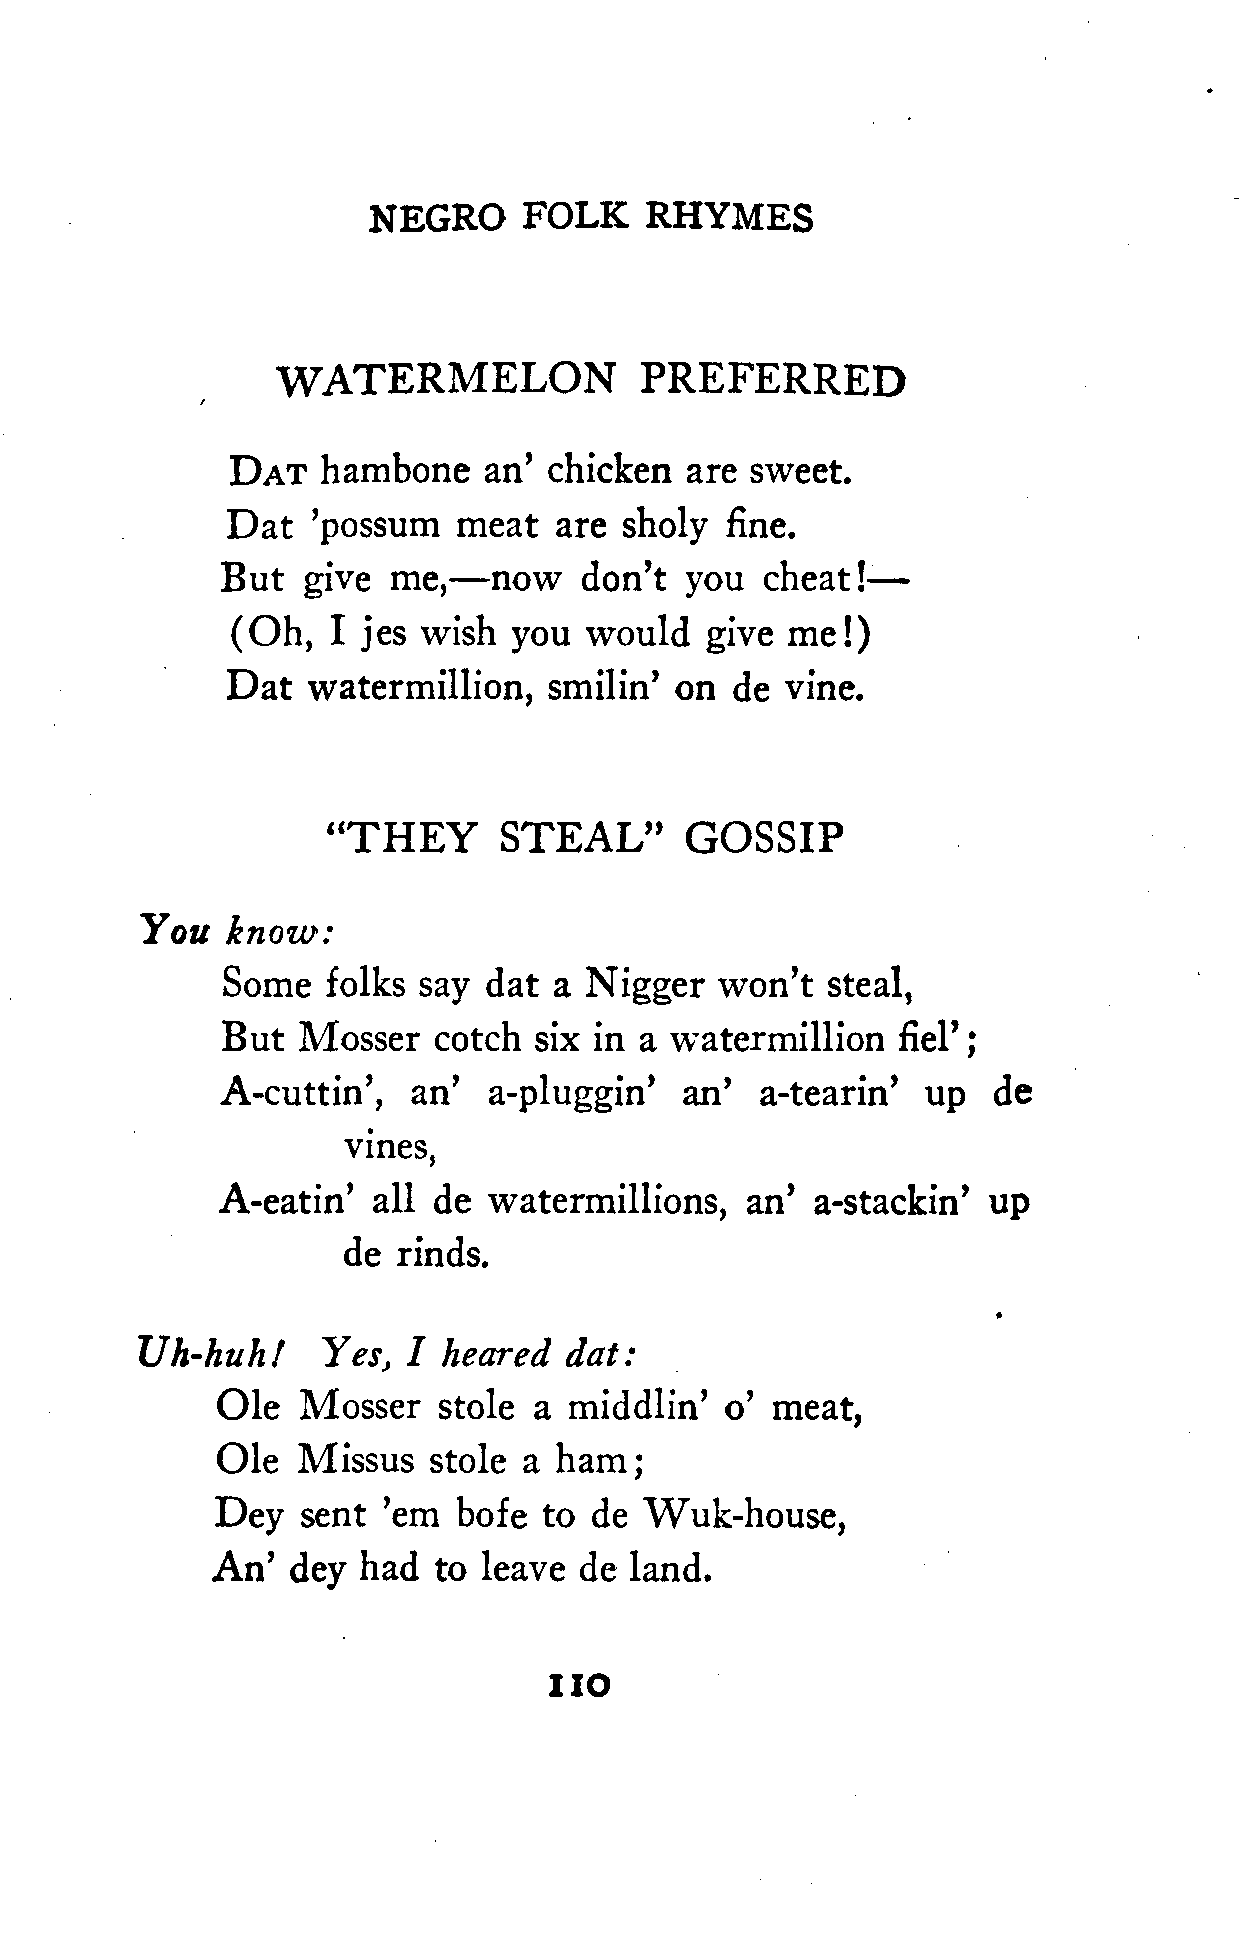 NEGRO FOLK RHYMES
WATERMELON PREFERRED
DAT hambone an' chicken are sweet.
Dat 'possum meat are sholy fine.
But give me,—now don't you cheat!—
(Oh, I jes wish you would give me!)
Dat watermillion, smilin' on de vine.
"THEY STEAL" GOSSIP
You know:
Some folks say dat a Nigger won't steal,
But Mosser cotch six in a watermillion fiel';
A-cuttin', an' a-pluggin' an' a-tearin' up de
vines,
A-eatin' all de watermillions, an' a-stackin' up
de rinds.
Uh-huh! Yes, I heared dat:
Ole Mosser stole a middlin' o' meat,
Ole Missus stole a ham;
Dey sent 'em bofe to de Wuk-house,
An' dey had to leave de land.
110